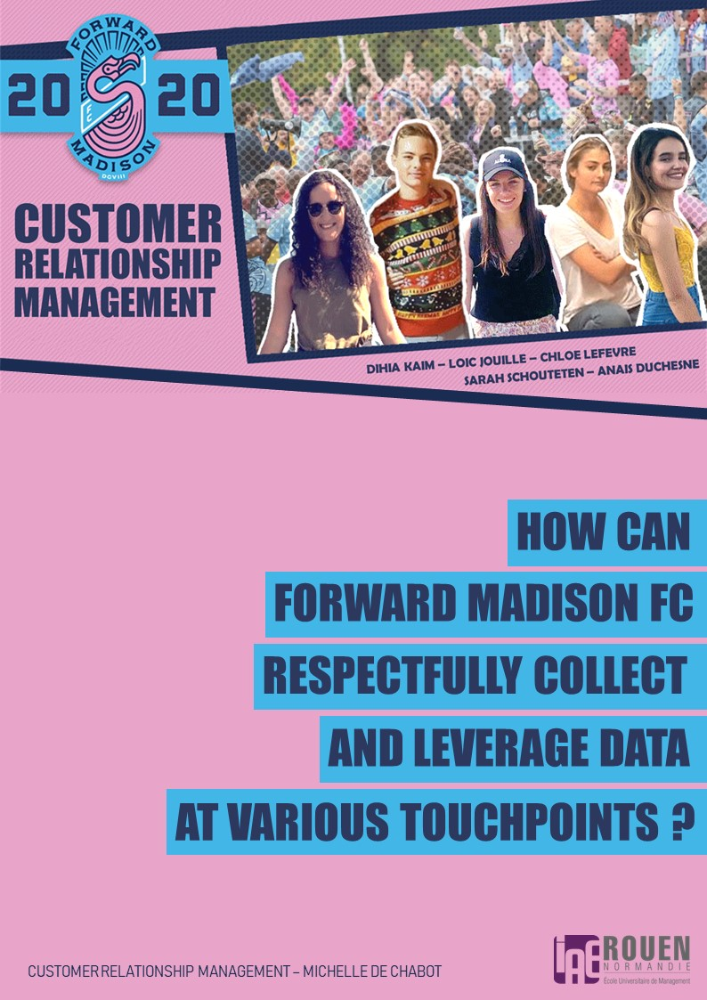 FORWARD
2020
FC
MADISON
DCVIII
CUSTOMER
RELATIONSHIP
MANAGEMENT
DIHIA KAIM – LOIC JOUILLE – CHLOE LEFEVRE
SARAH SCHOUTETEN – ANAIS DUCHESNE
HOW CAN
FORWARD MADISON FC
RESPECTFULLY COLLECT
AND LEVERAGE DATA
AT VARIOUS TOUCHPOINTS ?
CUSTOMER RELATIONSHIP MANAGEMENT – MICHELLE DE CHABOT
iAE ROUEN
NORMANDIE
École Universitaire de Management